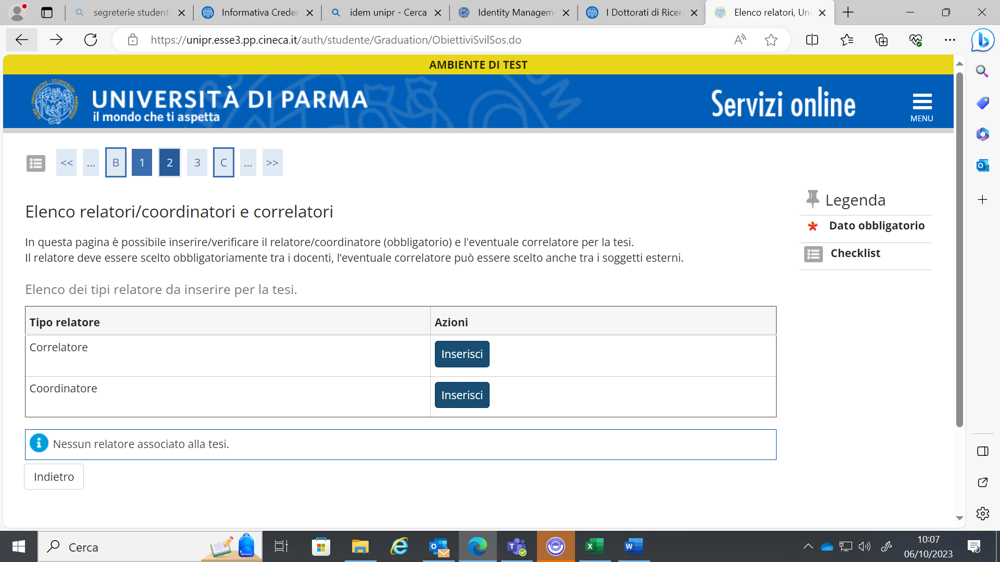 segreterie studenti
Informativa Creden
idem unipr - Cerca
Identity Managem
I Dottorati di Ricer
Elenco relatori, Uni
https://unipr.esse3.pp.cineca.it/auth/studente/Graduation/ObiettiviSvilSos.do
AMBIENTE DI TEST
UNIVERSITÀ DI PARMA
il mondo che ti aspetta
Servizi online
MENU
<< ... B 1 2 3 C ... >>
Elenco relatori/coordinatori e correlatori
In questa pagina è possibile inserire/verificare il relatore/coordinatore (obbligatorio) e l'eventuale correlatore per la tesi.
Il relatore deve essere scelto obbligatoriamente tra i docenti, l’eventuale correlatore può essere scelto anche tra i soggetti esterni.
Legenda
Dato obbligatorio
Checklist
Elenco dei tipi relatore da inserire per la tesi.
Tipo relatore Azioni
Correlatore Inserisci
Coordinatore Inserisci
Nessun relatore associato alla tesi.
Indietro
Cerca
10:07
06/10/2023